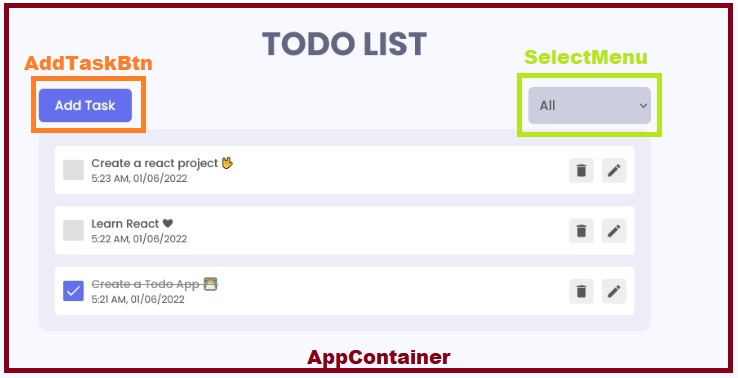 TODO LIST
AddTaskBtn
SelectMenu
Add Task
All
Create a react project
5:23 AM, 01/06/2022
Learn React
5:22 AM, 01/06/2022
Create a Todo App
5:21 AM, 01/06/2022
AppContainer